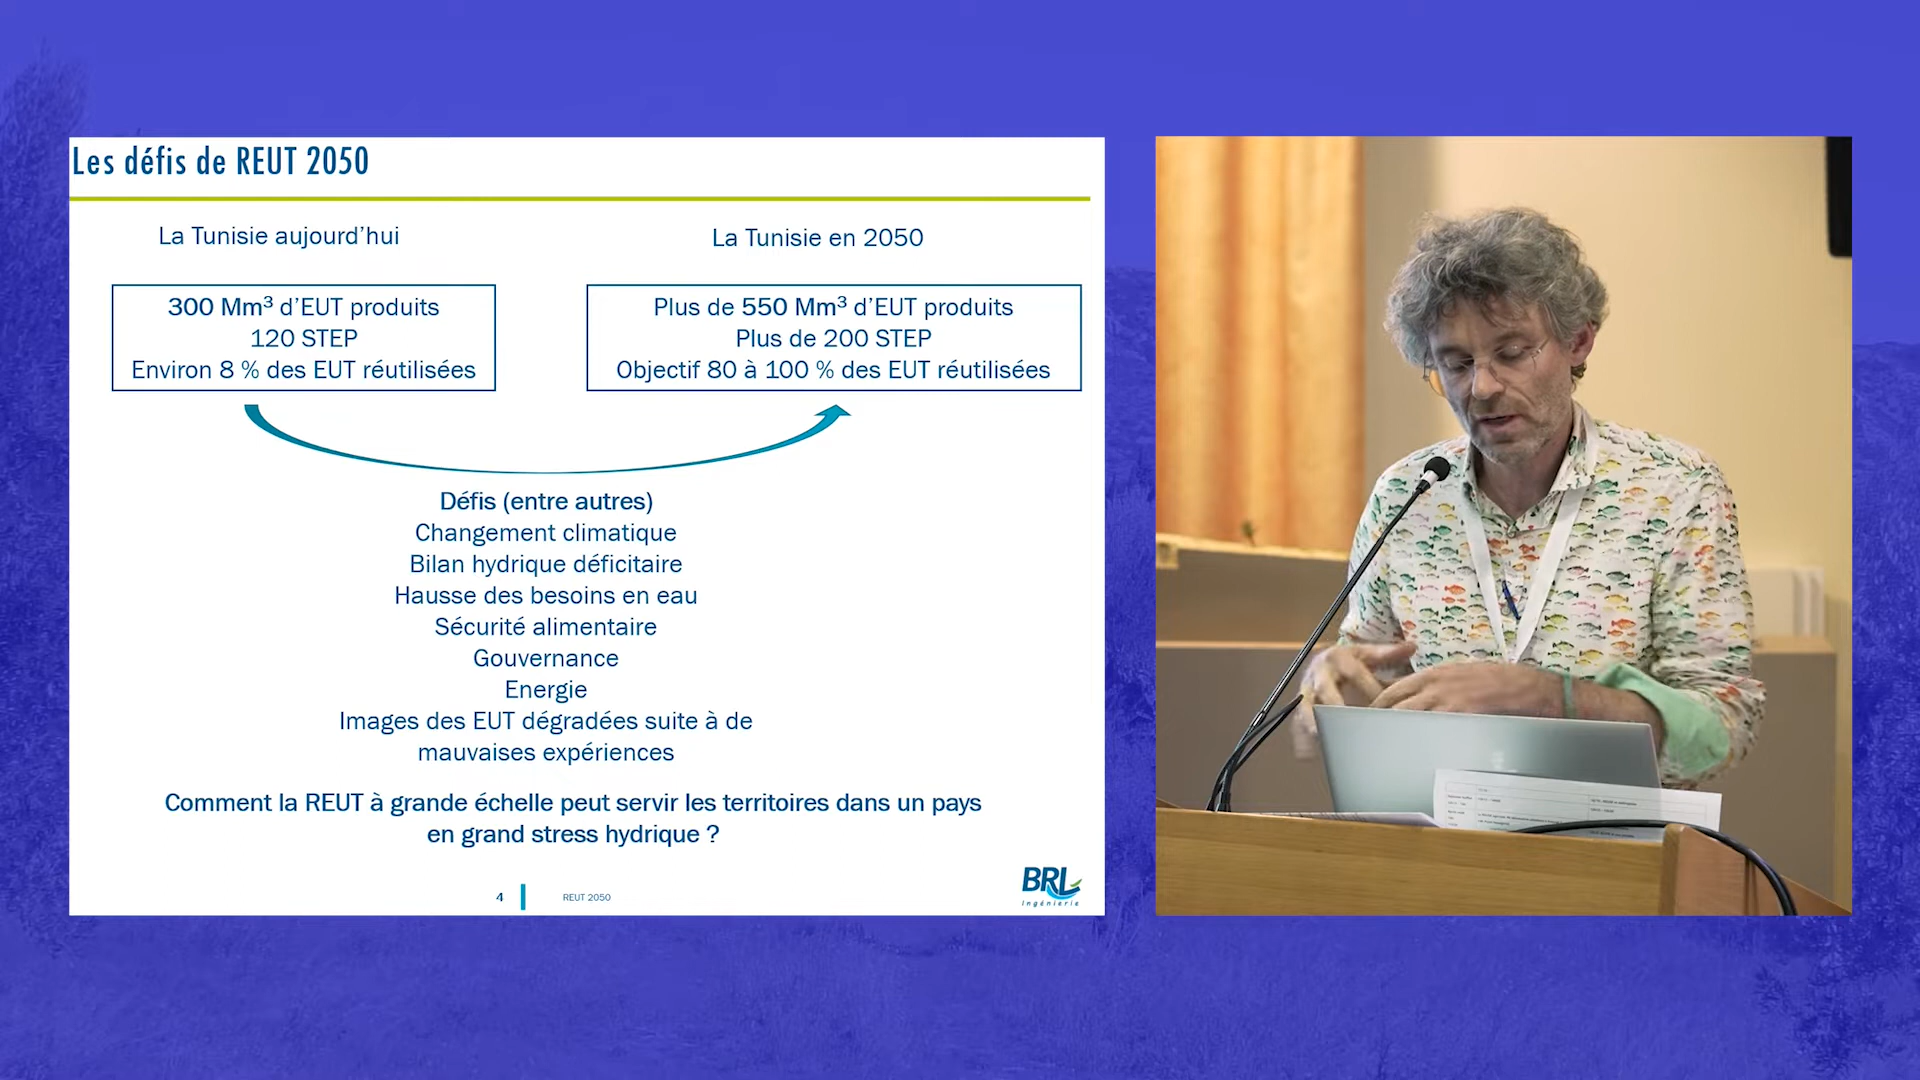 Les défis de REUT 2050
La Tunisie aujourd’hui
300 Mm³ d’EUT produits
120 STEP
Environ 8 % des EUT réutilisées
La Tunisie en 2050
Plus de 550 Mm³ d’EUT produits
Plus de 200 STEP
Objectif 80 à 100 % des EUT réutilisées
Défis (entre autres)
Changement climatique
Bilan hydrique déficitaire
Hausse des besoins en eau
Sécurité alimentaire
Gouvernance
Energie
Images des EUT dégradées suite à de
mauvaises expériences
Comment la REUT à grande échelle peut servir les territoires dans un pays
en grand stress hydrique ?
4
REUT 2050
BRL
Ingénierie